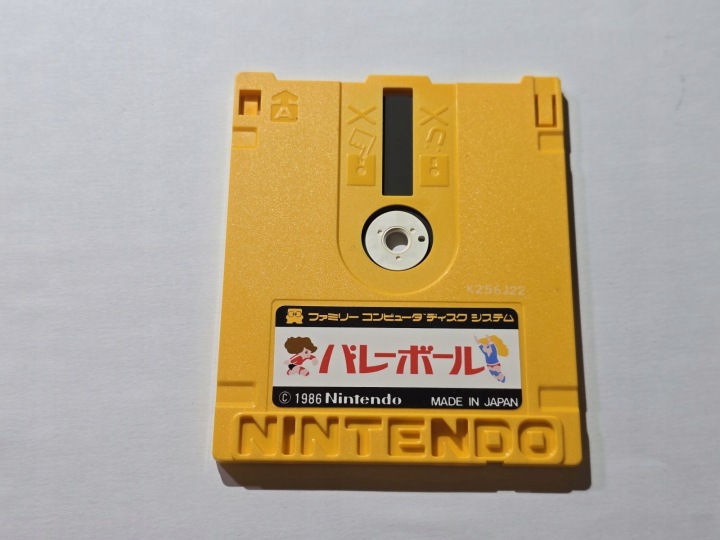 A
K256J22
ファミリー コンピュータ ディスク システム
バレーボール
© 1986 Nintendo MADE IN JAPAN
NINTENDO